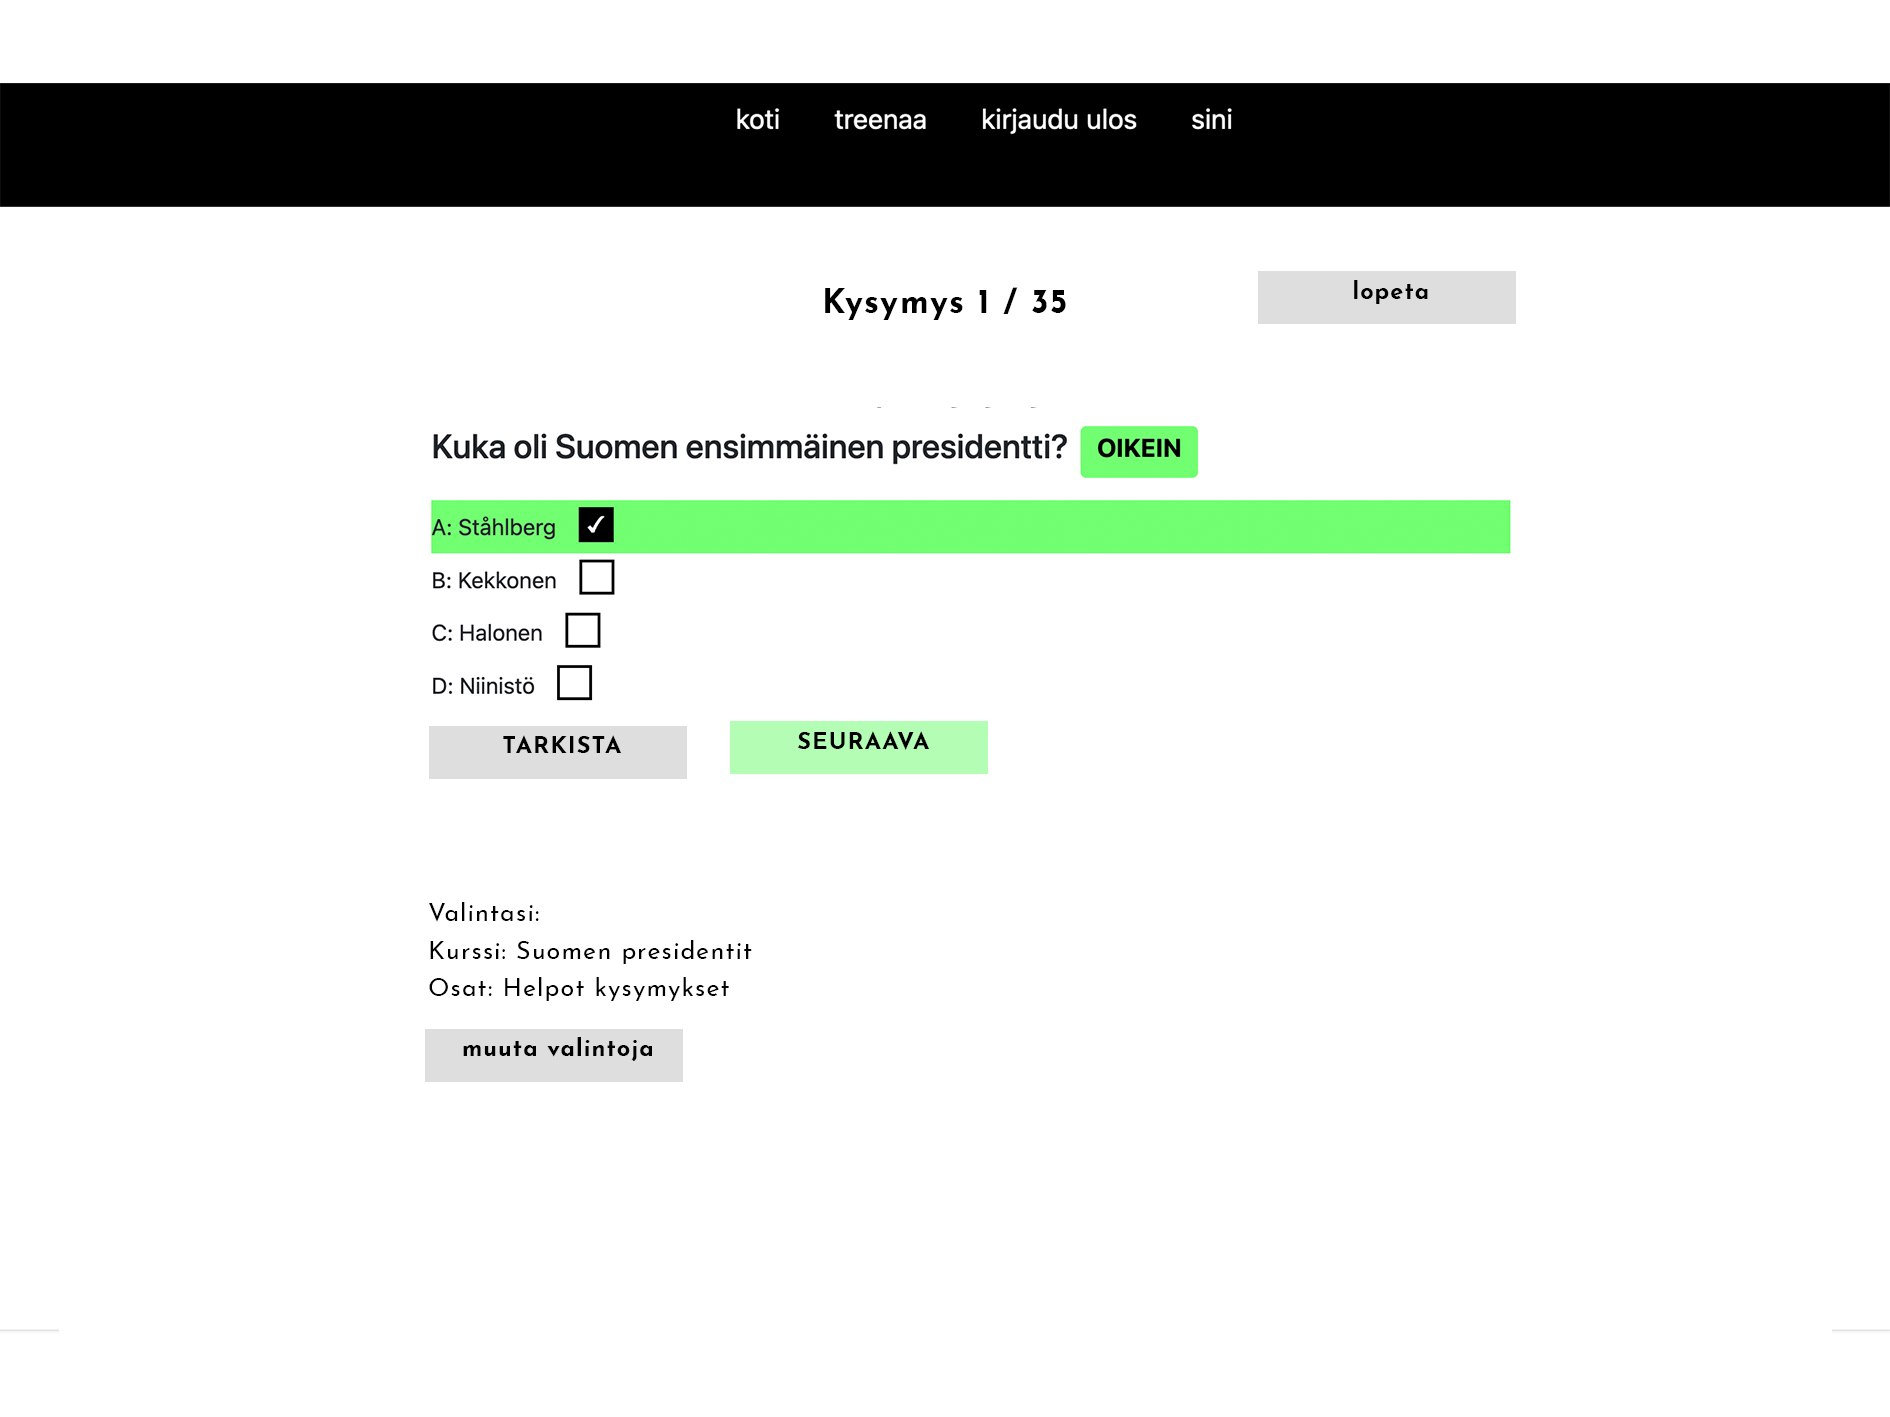 koti treenaa kirjaudu ulos sini
Kysymys 1 / 35
lopeta
Kuka oli Suomen ensimmäinen presidentti? OIKEIN
A: Ståhlberg ✓
B: Kekkonen
C: Halonen
D: Niinistö
TARKISTA SEURAAVA
Valintasi:
Kurssi: Suomen presidentit
Osat: Helpot kysymykset
muuta valintoja